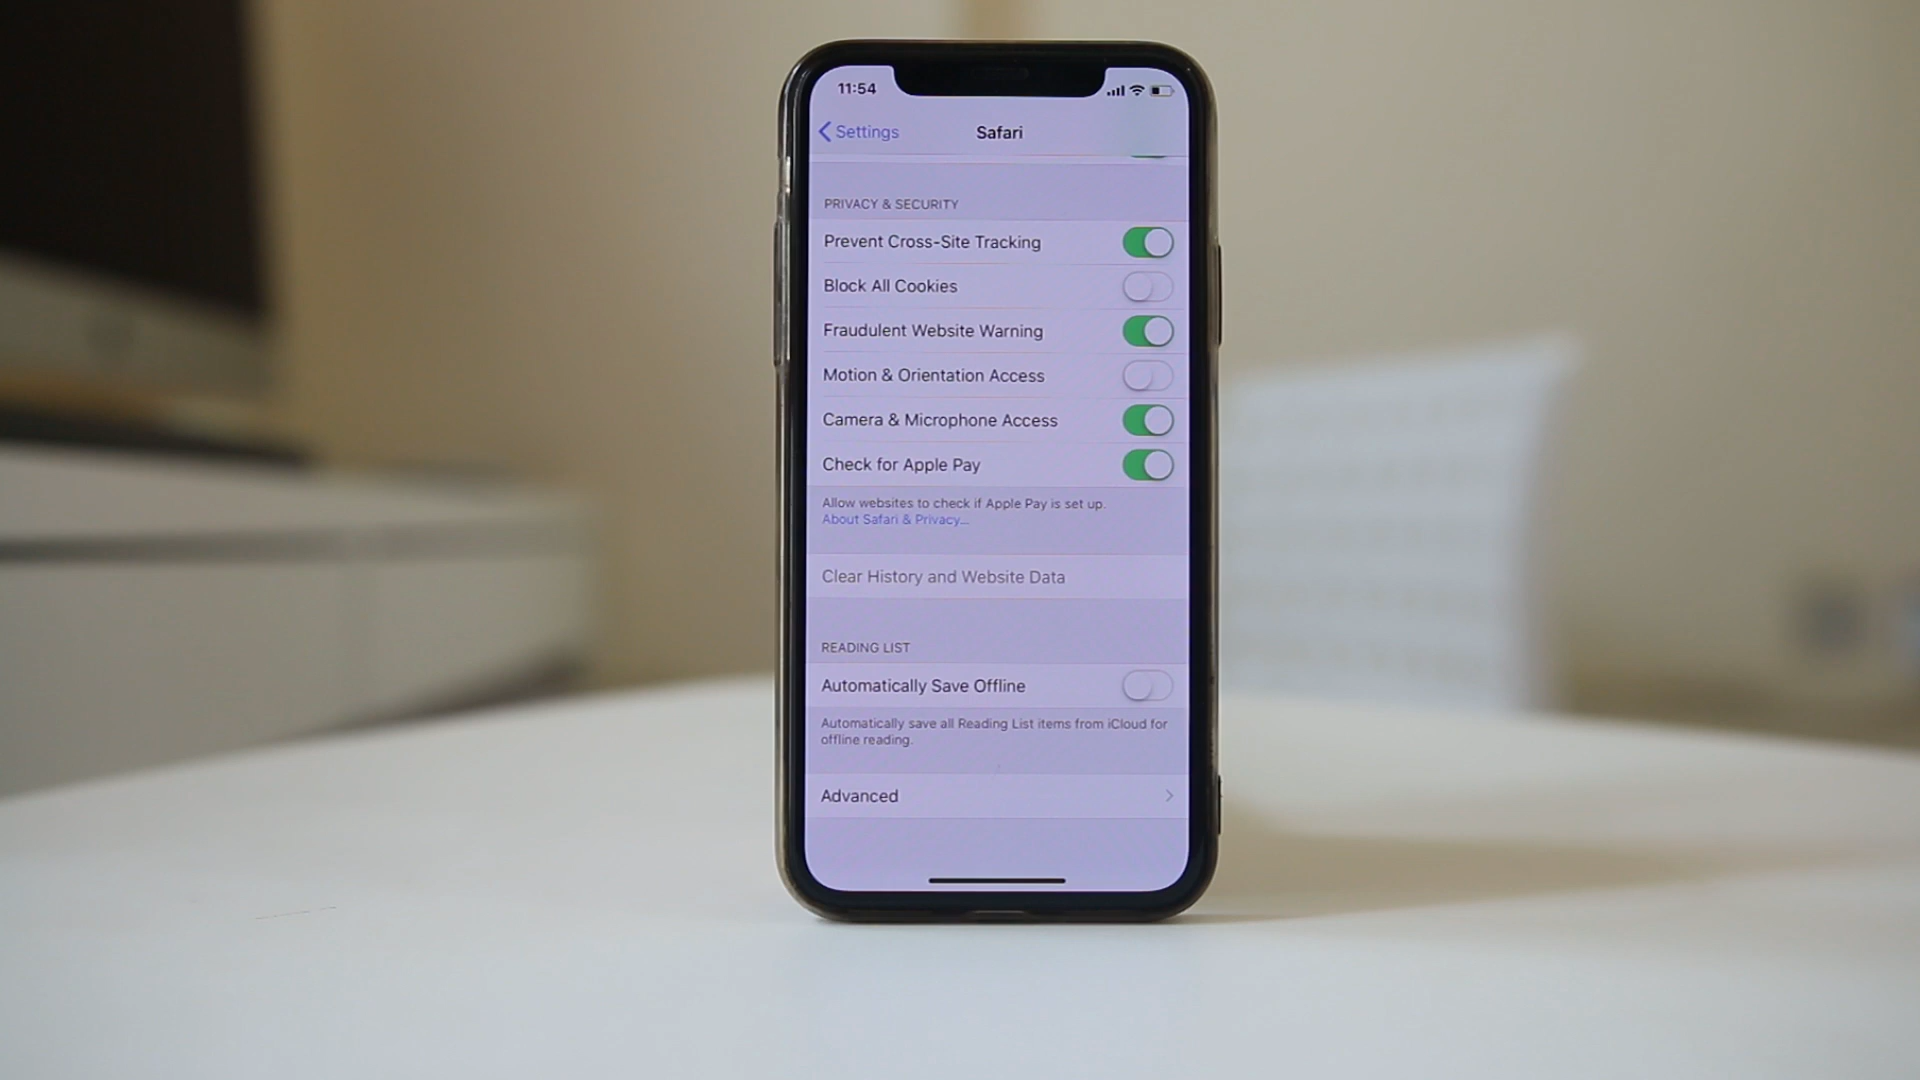 11:54
Settings
Safari
PRIVACY & SECURITY
Prevent Cross-Site Tracking
Block All Cookies
Fraudulent Website Warning
Motion & Orientation Access
Camera & Microphone Access
Check for Apple Pay
Allow websites to check if Apple Pay is set up.
About Safari & Privacy...
Clear History and Website Data
READING LIST
Automatically Save Offline
Automatically save all Reading List items from iCloud for
offline reading.
Advanced